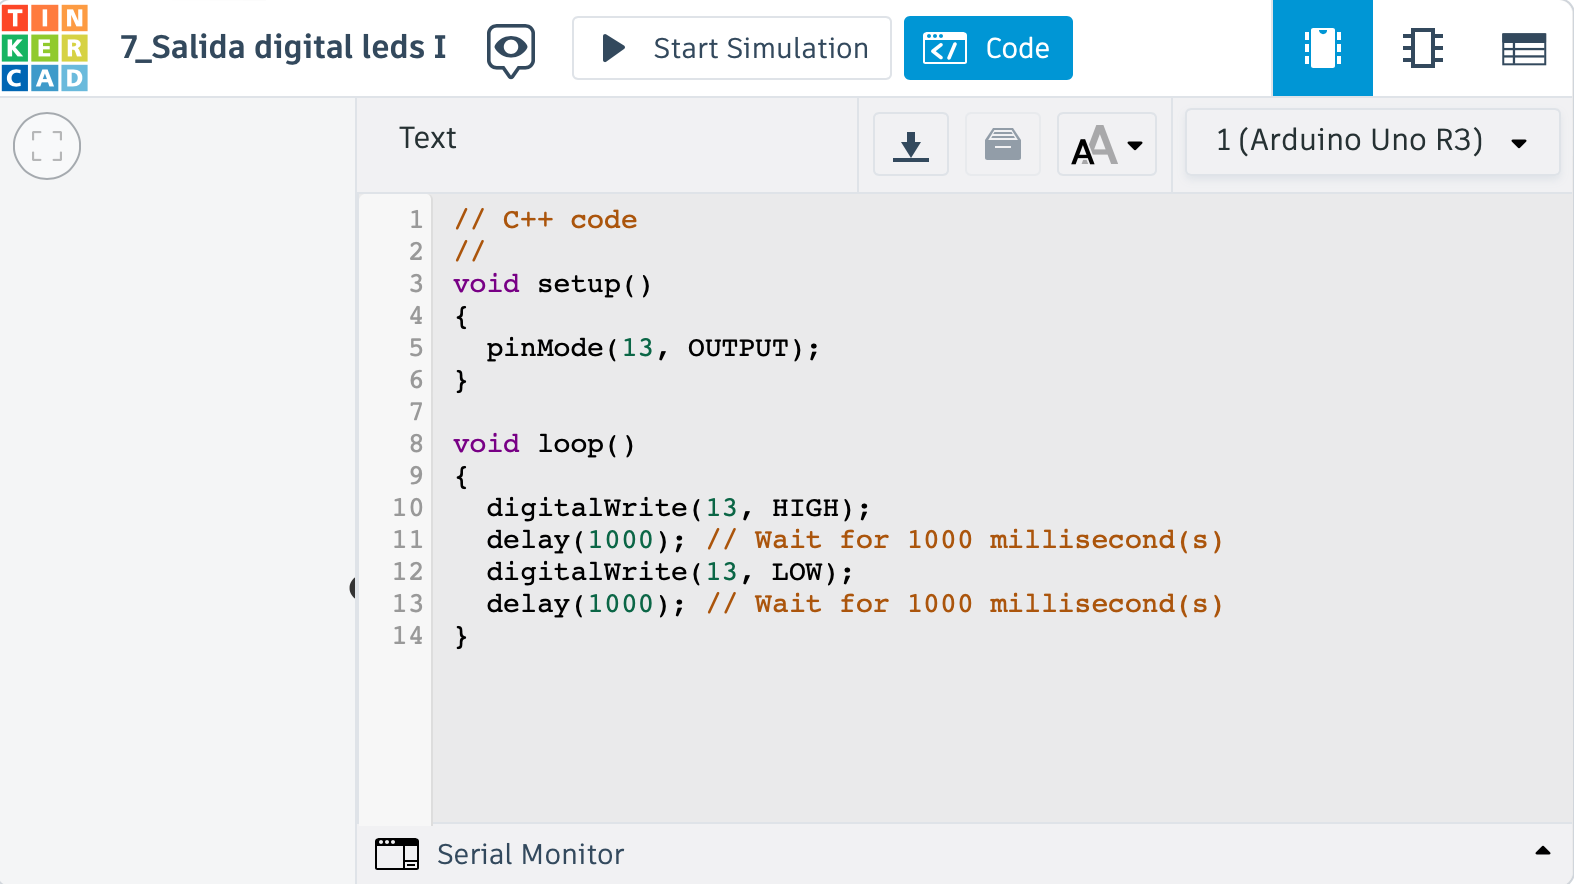 TIN
KER
CAD
7_Salida digital leds I
Start Simulation
Code
Text
AA
1 (Arduino Uno R3)
1 // C++ code
2 //
3 void setup()
4 {
5   pinMode(13, OUTPUT);
6 }
7
8 void loop()
9 {
10   digitalWrite(13, HIGH);
11   delay(1000); // Wait for 1000 millisecond(s)
12   digitalWrite(13, LOW);
13   delay(1000); // Wait for 1000 millisecond(s)
14 }
Serial Monitor